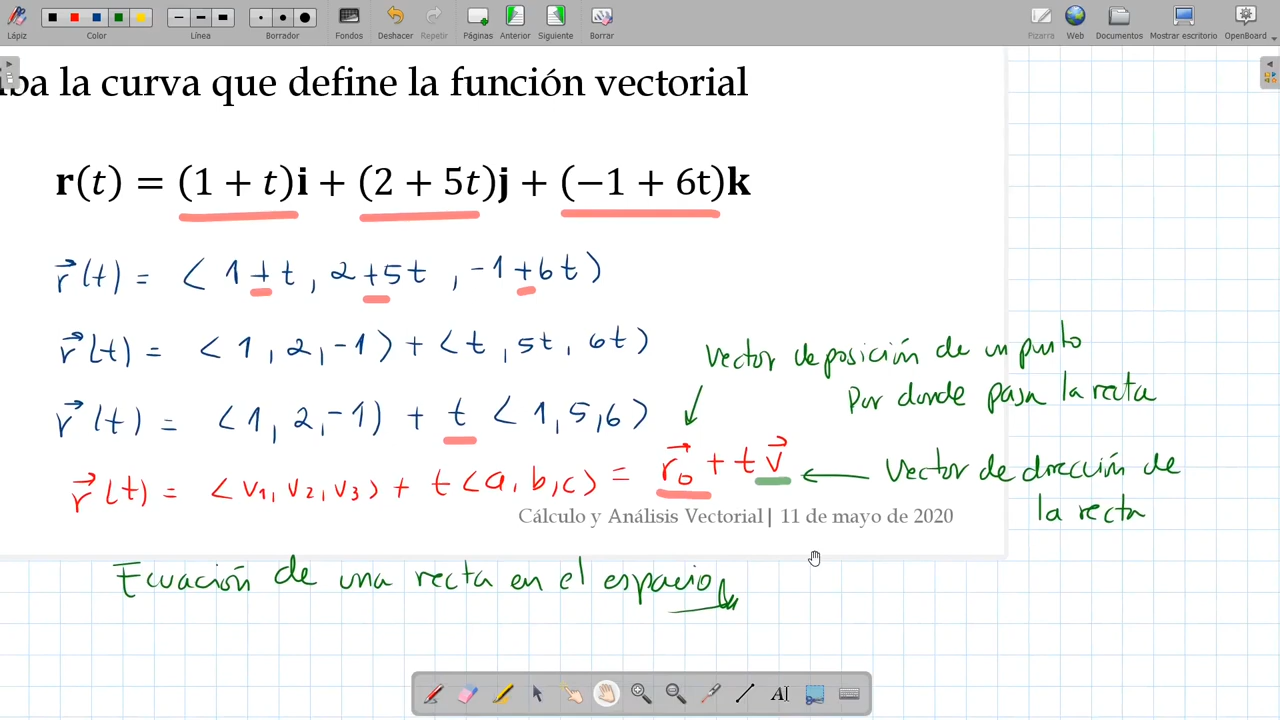 Lápiz Color Línea Borrador Fondos Deshacer Repetir Páginas Anterior Siguiente Borrar Pizarra Web Documentos Mostrar escritorio OpenBoard
iba la curva que define la función vectorial
r(t) = (1 + t)i + (2 + 5t)j + (−1 + 6t)k
r⃗(t) = ⟨ 1 + t , 2 + 5t , -1 + 6t ⟩
r⃗(t) = ⟨ 1 , 2 , -1 ⟩ + ⟨ t , 5t , 6t ⟩
Vector de posición de un punto
Por donde pasa la recta
r⃗(t) = ⟨ 1 , 2 , -1 ⟩ + t ⟨ 1 , 5 , 6 ⟩
r⃗(t) = ⟨ v₁ , v₂ , v₃ ⟩ + t ⟨ a , b , c ⟩ = r⃗₀ + t v⃗
Vector de dirección de
la recta
Cálculo y Análisis Vectorial| 11 de mayo de 2020
Ecuación de una recta en el espacio
AI